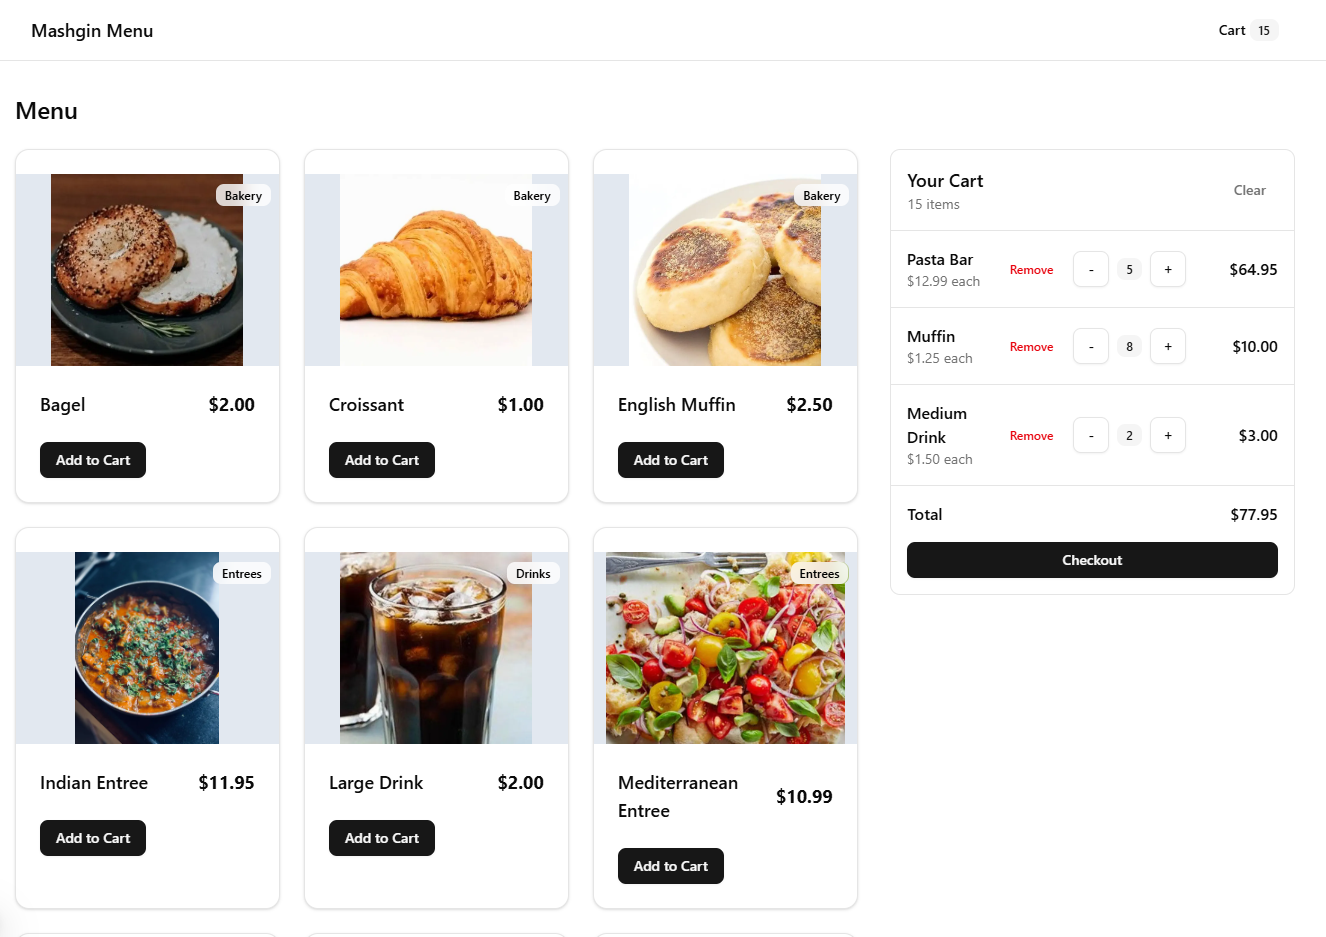 Mashgin Menu
Cart 15
Menu
Bakery
Bagel $2.00
Add to Cart
Bakery
Croissant $1.00
Add to Cart
Bakery
English Muffin $2.50
Add to Cart
Entrees
Indian Entree $11.95
Add to Cart
Drinks
Large Drink $2.00
Add to Cart
Entrees
Mediterranean
Entree $10.99
Add to Cart
Your Cart
15 items
Clear
Pasta Bar
$12.99 each
Remove - 5 + $64.95
Muffin
$1.25 each
Remove - 8 + $10.00
Medium
Drink
$1.50 each
Remove - 2 + $3.00
Total $77.95
Checkout